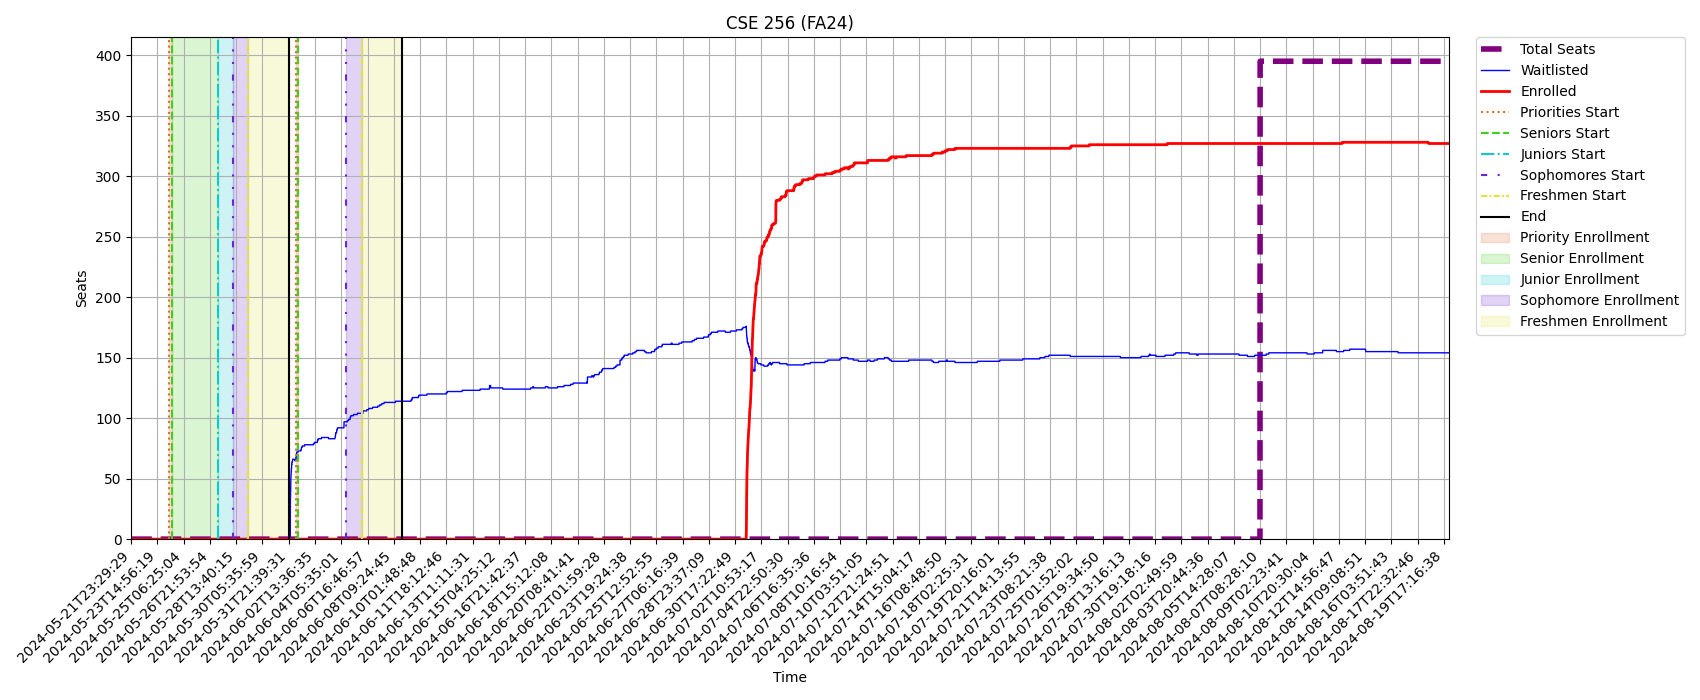 CSE 256 (FA24)
400
350
300
250
200
150
100
50
0
Seats
2024-05-21T23:29:29
2024-05-23T14:56:19
2024-05-25T06:25:04
2024-05-26T21:53:54
2024-05-28T13:40:15
2024-05-30T05:35:59
2024-05-31T21:39:31
2024-06-02T13:36:35
2024-06-04T05:35:01
2024-06-06T16:46:57
2024-06-08T09:24:45
2024-06-10T01:48:48
2024-06-11T18:12:46
2024-06-13T11:11:31
2024-06-15T04:25:12
2024-06-16T21:42:37
2024-06-18T15:12:08
2024-06-20T08:41:41
2024-06-22T01:59:28
2024-06-23T19:24:38
2024-06-25T12:52:55
2024-06-27T06:16:39
2024-06-28T23:37:09
2024-06-30T17:22:49
2024-07-02T10:53:17
2024-07-04T22:50:30
2024-07-06T16:35:36
2024-07-08T10:16:54
2024-07-10T03:51:05
2024-07-12T11:24:51
2024-07-14T15:04:17
2024-07-16T08:48:50
2024-07-18T02:25:31
2024-07-19T20:16:01
2024-07-21T14:13:55
2024-07-23T08:21:38
2024-07-25T01:52:02
2024-07-26T19:34:50
2024-07-28T13:16:13
2024-07-30T19:18:16
2024-08-02T02:49:59
2024-08-03T20:44:36
2024-08-05T14:28:07
2024-08-07T08:28:10
2024-08-09T02:23:41
2024-08-10T20:30:04
2024-08-12T14:56:47
2024-08-14T09:08:51
2024-08-16T03:51:43
2024-08-17T22:32:46
2024-08-19T17:16:38
Time
Total Seats
Waitlisted
Enrolled
Priorities Start
Seniors Start
Juniors Start
Sophomores Start
Freshmen Start
End
Priority Enrollment
Senior Enrollment
Junior Enrollment
Sophomore Enrollment
Freshmen Enrollment